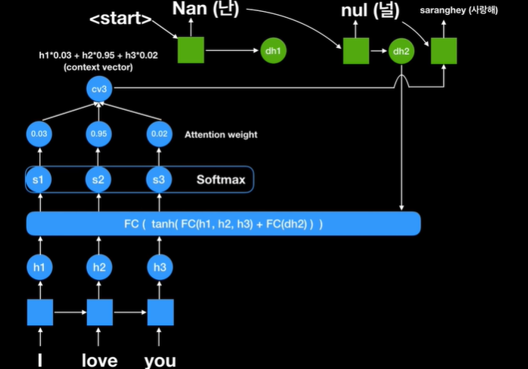 <start>
Nan (난)
nul (널)
saranghey (사랑해)
dh1
dh2
h1*0.03 + h2*0.95 + h3*0.02
(context vector)
cv3
0.03
0.95
0.02
Attention weight
s1
s2
s3
Softmax
FC ( tanh( FC(h1, h2, h3) + FC(dh2) ) )
h1
h2
h3
I
love
you